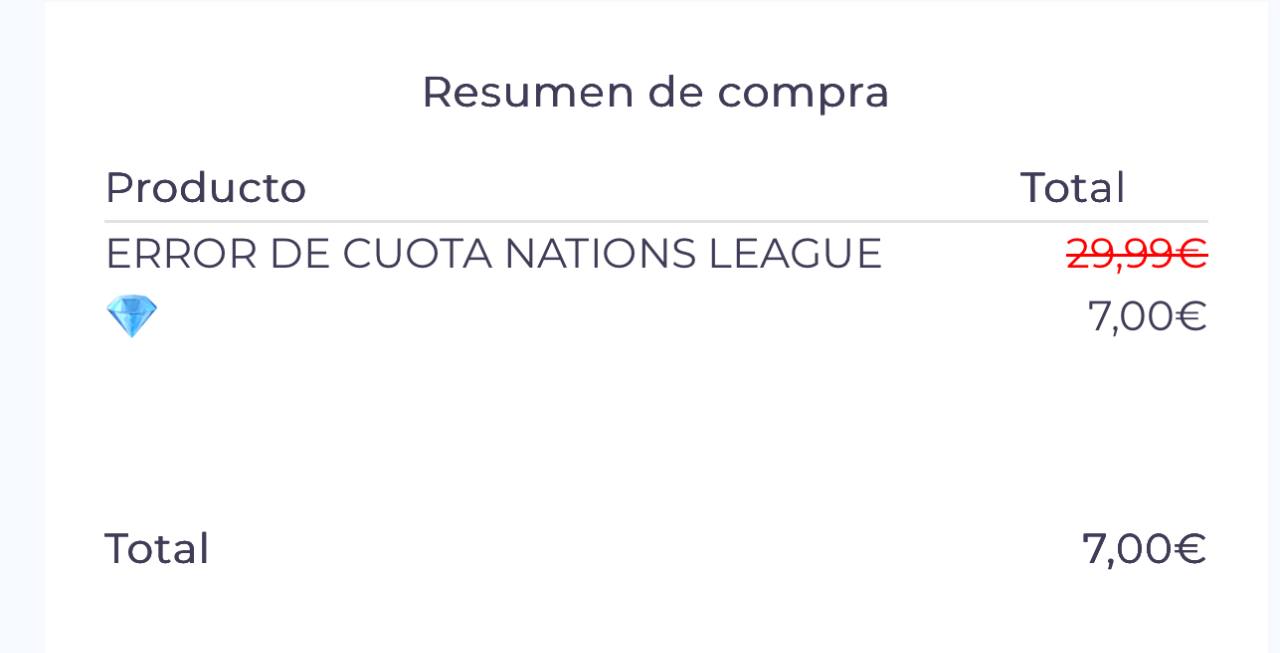 Resumen de compra
Producto Total
ERROR DE CUOTA NATIONS LEAGUE 29,99€
💎 7,00€
Total 7,00€